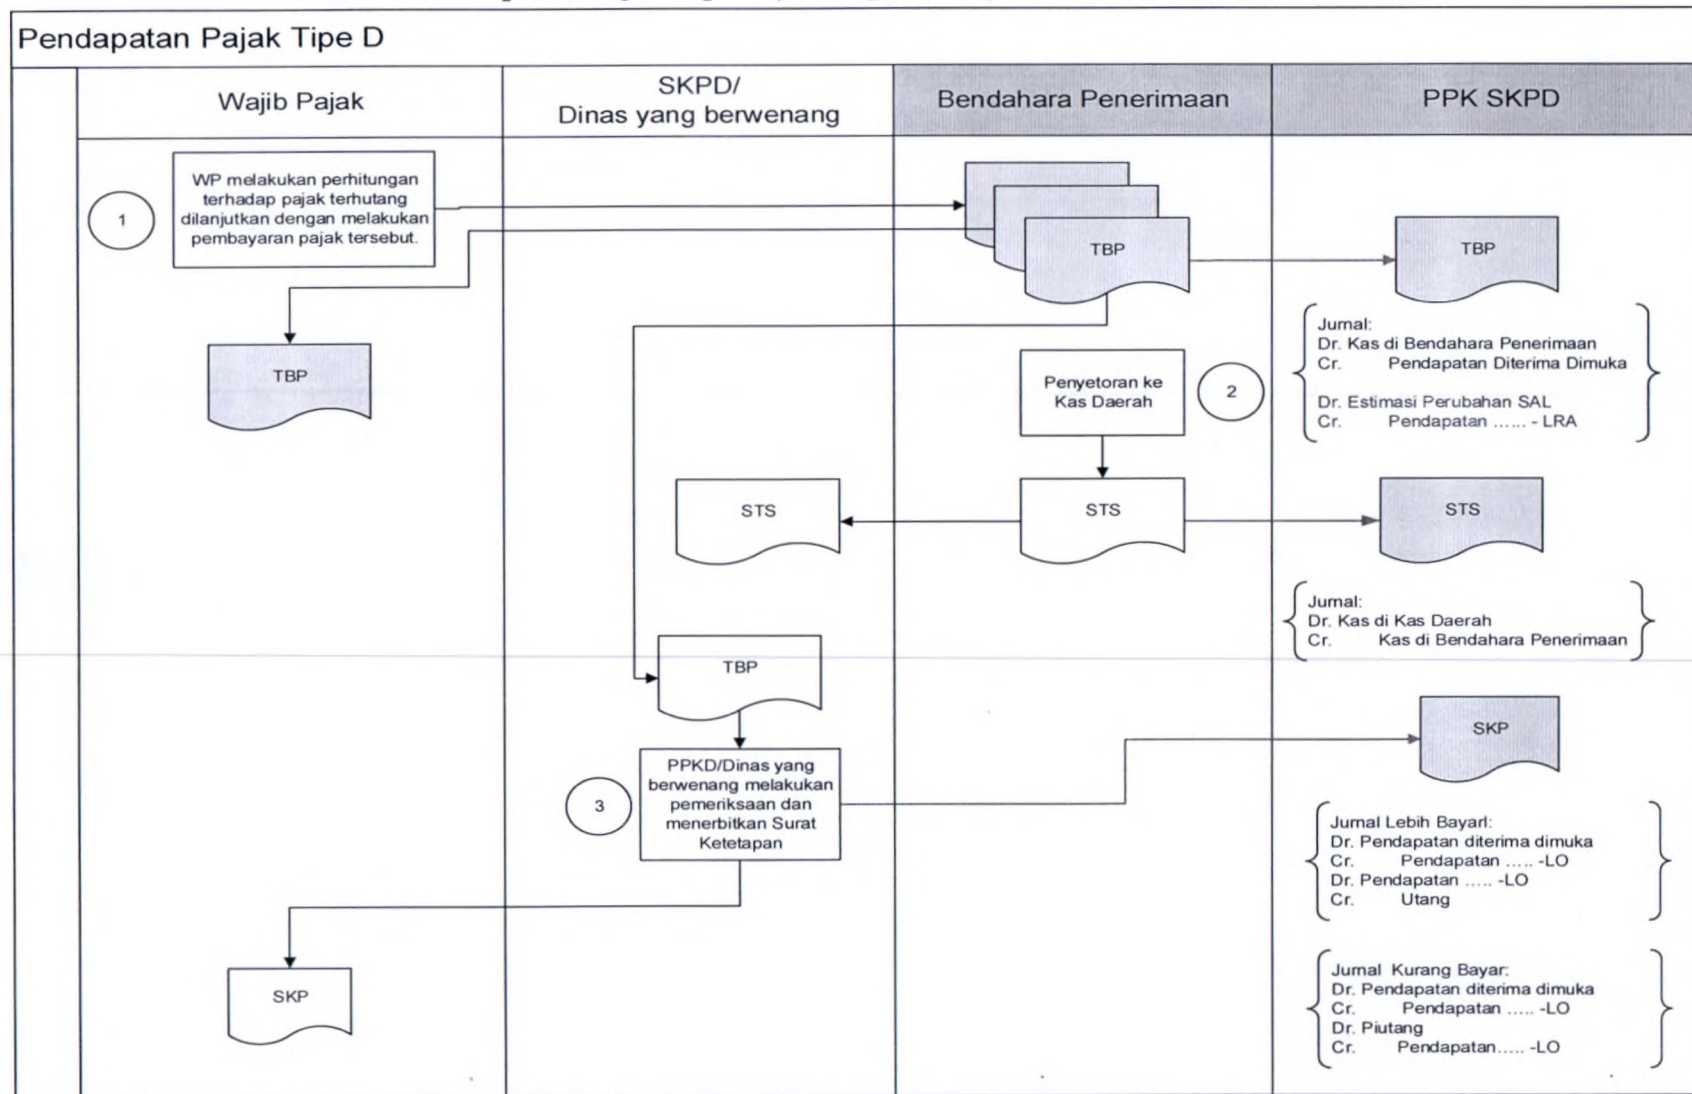 Pendapatan Pajak Tipe D
Wajib Pajak
SKPD/
Dinas yang berwenang
Bendahara Penerimaan
PPK SKPD
1
WP melakukan perhitungan
terhadap pajak terhutang
dilanjutkan dengan melakukan
pembayaran pajak tersebut.
TBP
TBP
TBP
Jurnal:
Dr. Kas di Bendahara Penerimaan
Cr. Pendapatan Diterima Dimuka
Dr. Estimasi Perubahan SAL
Cr. Pendapatan ...... - LRA
Penyetoran ke
Kas Daerah
2
STS
STS
STS
Jurnal:
Dr. Kas di Kas Daerah
Cr. Kas di Bendahara Penerimaan
TBP
SKP
3
PPKD/Dinas yang
berwenang melakukan
pemeriksaan dan
menerbitkan Surat
Ketetapan
Jurnal Lebih Bayarl:
Dr. Pendapatan diterima dimuka
Cr. Pendapatan ..... -LO
Dr. Pendapatan ..... -LO
Cr. Utang
SKP
Jurnal Kurang Bayar:
Dr. Pendapatan diterima dimuka
Cr. Pendapatan ..... -LO
Dr. Piutang
Cr. Pendapatan..... -LO